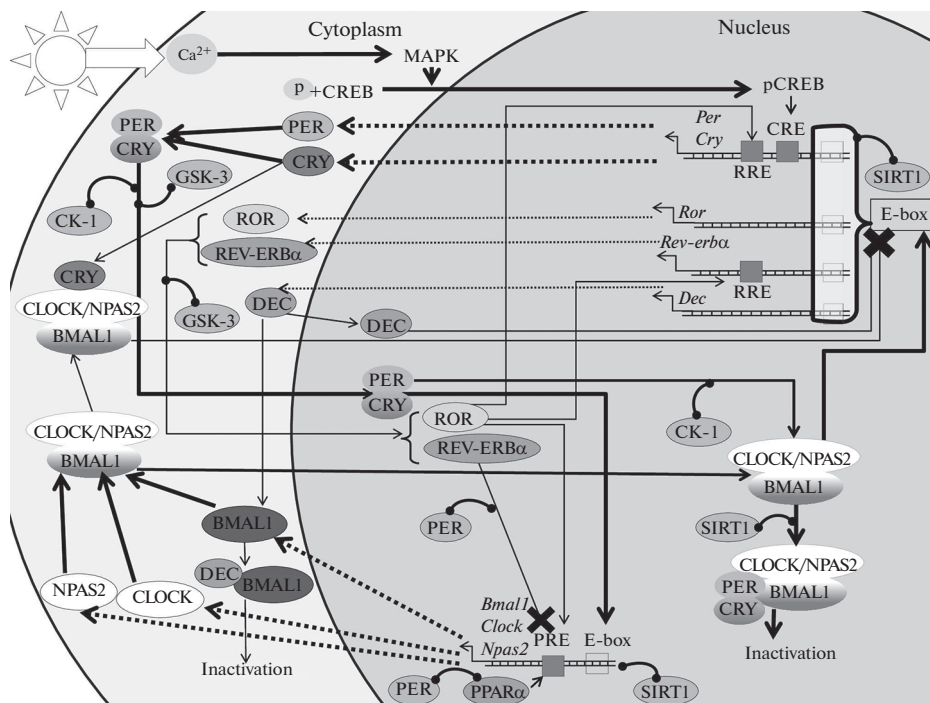 Cytoplasm
Nucleus
Ca²⁺
MAPK
p +CREB
pCREB
PER
CRY
PER
CRY
Per
Cry
CRE
RRE
SIRT1
GSK-3
CK-1
ROR
REV-ERBα
Ror
Rev-erbα
E-box
CRY
CLOCK/NPAS2
BMAL1
GSK-3
DEC
DEC
RRE
Dec
PER
CRY
ROR
REV-ERBα
CK-1
CLOCK/NPAS2
BMAL1
CLOCK/NPAS2
BMAL1
PER
SIRT1
BMAL1
DEC
BMAL1
NPAS2
CLOCK
CLOCK/NPAS2
PER
BMAL1
CRY
Bmal1
Clock
Npas2
PRE
E-box
Inactivation
Inactivation
PER
PPARα
SIRT1